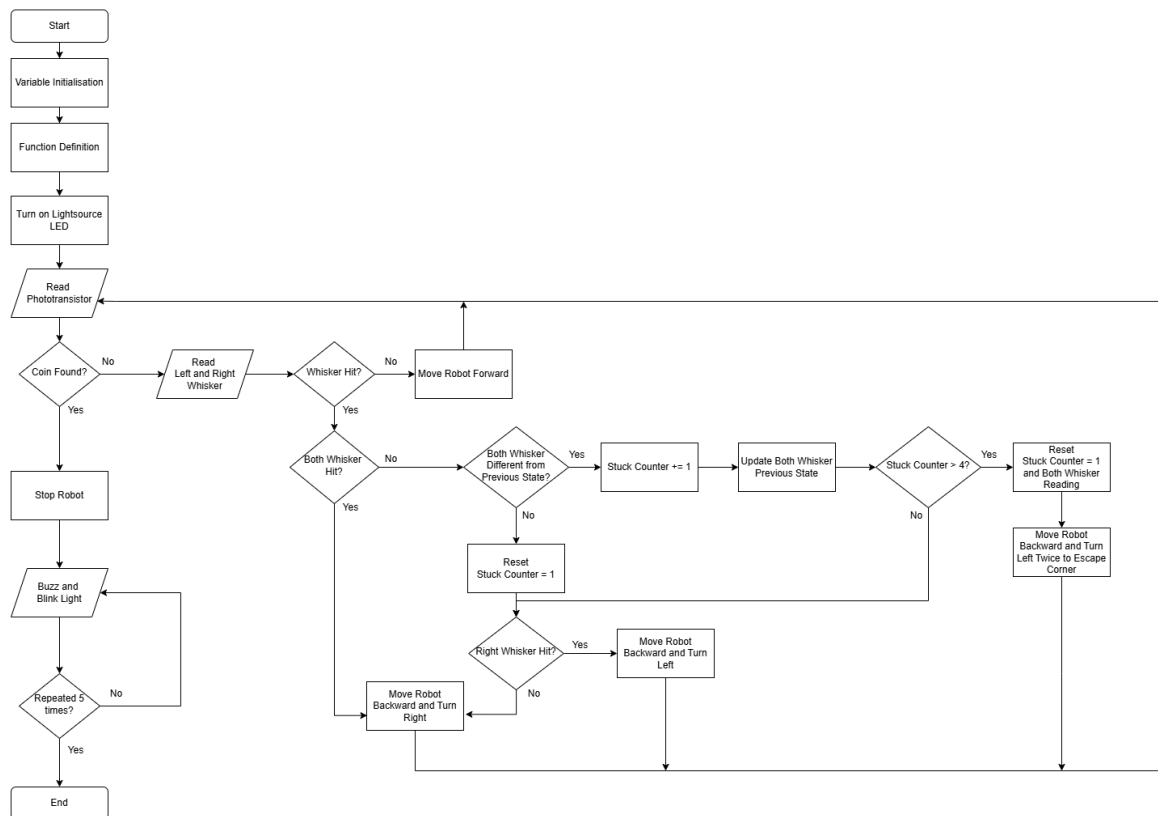 Start
Variable Initialisation
Function Definition
Turn on Lightsource
LED
Read
Phototransistor
Coin Found?
No
Yes
Read
Left and Right
Whisker
Whisker Hit?
No
Yes
Move Robot Forward
Both Whisker
Hit?
No
Yes
Both Whisker
Different from
Previous State?
Yes
No
Stuck Counter += 1
Update Both Whisker
Previous State
Stuck Counter > 4?
Yes
No
Reset
Stuck Counter = 1
and Both Whisker
Reading
Move Robot
Backward and Turn
Left Twice to Escape
Corner
Reset
Stuck Counter = 1
Right Whisker Hit?
Yes
No
Move Robot
Backward and Turn
Left
Move Robot
Backward and Turn
Right
Stop Robot
Buzz and
Blink Light
Repeated 5
times?
No
Yes
End